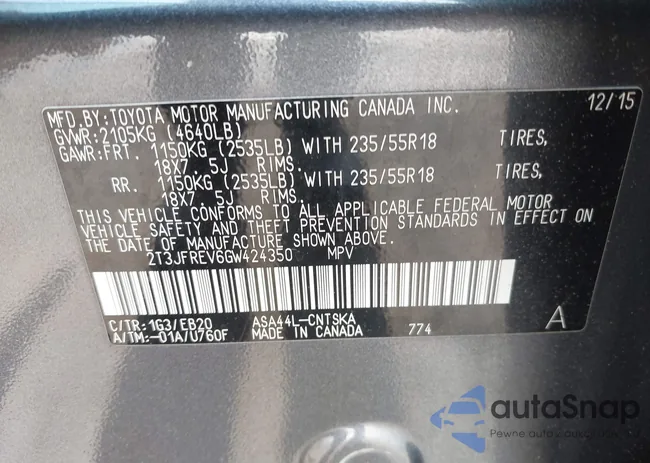 MFD.BY:TOYOTA MOTOR MANUFACTURING CANADA INC. 12/15
GVWR:2105KG (4640LB)
GAWR:FRT. 1150KG (2535LB) WITH 235/55R18 TIRES,
18X7. 5J RIMS.
RR. 1150KG (2535LB) WITH 235/55R18 TIRES,
18X7. 5J RIMS.
THIS VEHICLE CONFORMS TO ALL APPLICABLE FEDERAL MOTOR
VEHICLE SAFETY AND THEFT PREVENTION STANDARDS IN EFFECT ON
THE DATE OF MANUFACTURE SHOWN ABOVE.
2T3JFREV6GW424350 MPV
C/TR:1G3/EB20 ASA44L-CNTSKA 774 A
A/TM:-01A/U760F MADE IN CANADA
autaSnap
Pewne auta